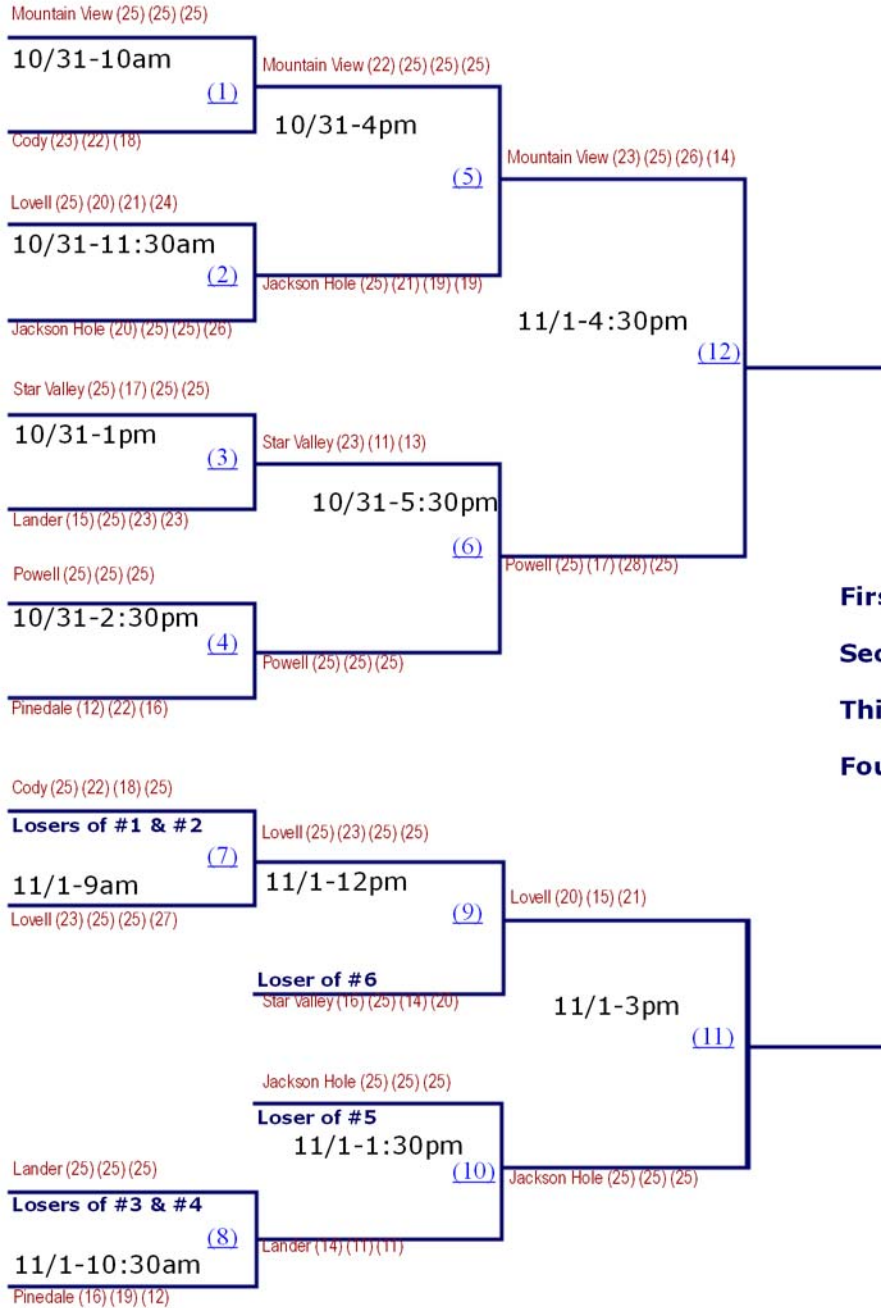 Mountain View (25) (25) (25)
10/31-10am
(1)
Cody (23) (22) (18)
Mountain View (22) (25) (25) (25)
10/31-4pm
(5)
Lovell (25) (20) (21) (24)
10/31-11:30am
(2)
Jackson Hole (20) (25) (25) (26)
Jackson Hole (25) (21) (19) (19)
Mountain View (23) (25) (26) (14)
11/1-4:30pm
(12)
Star Valley (25) (17) (25) (25)
10/31-1pm
(3)
Lander (15) (25) (23) (23)
Star Valley (23) (11) (13)
10/31-5:30pm
(6)
Powell (25) (25) (25)
10/31-2:30pm
(4)
Pinedale (12) (22) (16)
Powell (25) (25) (25)
Powell (25) (17) (28) (25)
Firs
Sec
Thi
Fou
Cody (25) (22) (18) (25)
Losers of #1 & #2
(7)
11/1-9am
Lovell (23) (25) (25) (27)
Lovell (25) (23) (25) (25)
11/1-12pm
(9)
Loser of #6
Star Valley (16) (25) (14) (20)
Lovell (20) (15) (21)
11/1-3pm
(11)
Jackson Hole (25) (25) (25)
Loser of #5
11/1-1:30pm
(10)
Jackson Hole (25) (25) (25)
Lander (25) (25) (25)
Losers of #3 & #4
(8)
11/1-10:30am
Pinedale (16) (19) (12)
Lander (14) (11) (11)